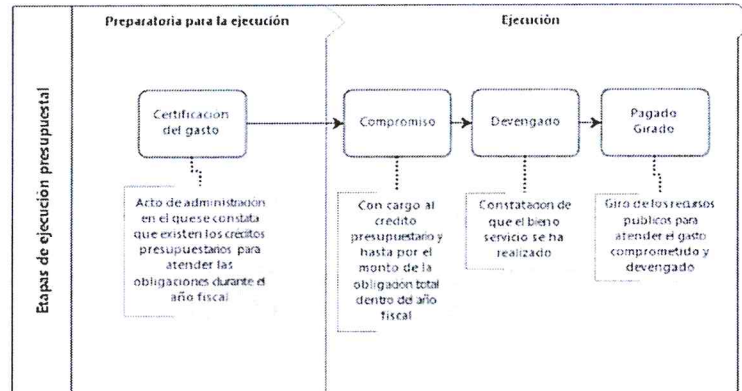 Etapas de ejecución presupuestal
Preparatoria para la ejecución
Ejecución
Certificación
del gasto
Compromiso
Devengado
Pagado
Girado
Acto de administración
en el que se constata
que existen los créditos
presupuestarios para
atender las
obligaciones durante el
año fiscal
Con cargo al
crédito
presupuestario y
hasta por el
monto de la
obligación total
dentro del año
fiscal
Constatación de
que el bien o
servicio se ha
realizado
Giro de los recursos
públicos para
atender el gasto
comprometido y
devengado